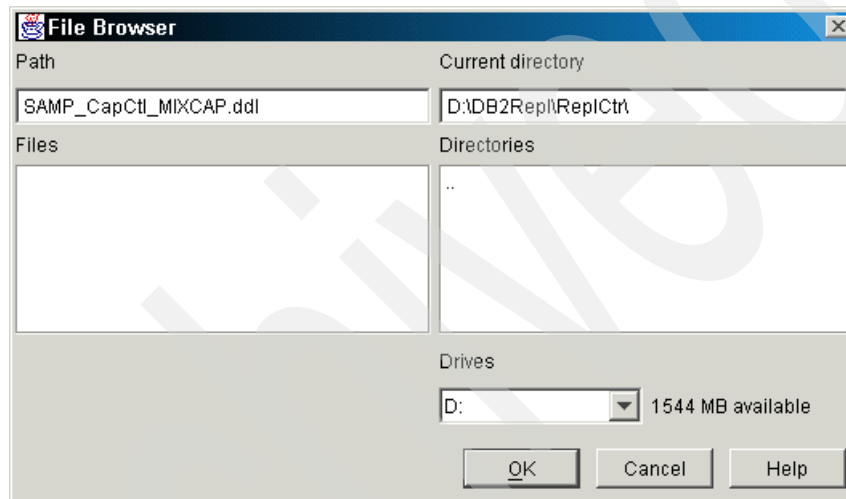 File Browser
Path
Current directory
SAMP_CapCtl_MIXCAP.ddl
D:\DB2Repl\ReplCtr\
Files
Directories
..
Drives
D:
1544 MB available
OK
Cancel
Help